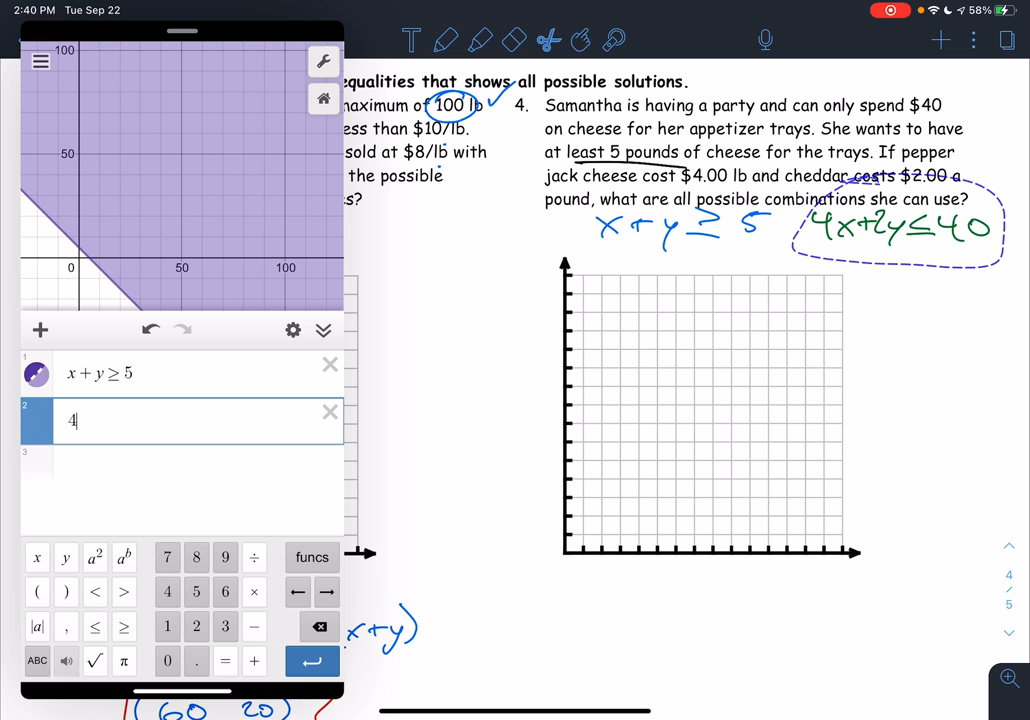 2:40 PM Tue Sep 22
58%
equalities that shows all possible solutions.
maximum of 100 lb
ess than $10/lb.
sold at $8/lb with
the possible
s?
4. Samantha is having a party and can only spend $40
on cheese for her appetizer trays. She wants to have
at least 5 pounds of cheese for the trays. If pepper
jack cheese cost $4.00 lb and cheddar costs $2.00 a
pound, what are all possible combinations she can use?
x + y ≥ 5
4x+2y≤40
100
50
0
50
100
1
x + y ≥ 5
2
4
3
x y a² aᵇ 7 8 9 ÷ funcs
( ) < > 4 5 6 × ← →
|a| , ≤ ≥ 1 2 3 −
ABC √ π 0 . = +
x+y)
(60 20)
4
/
5